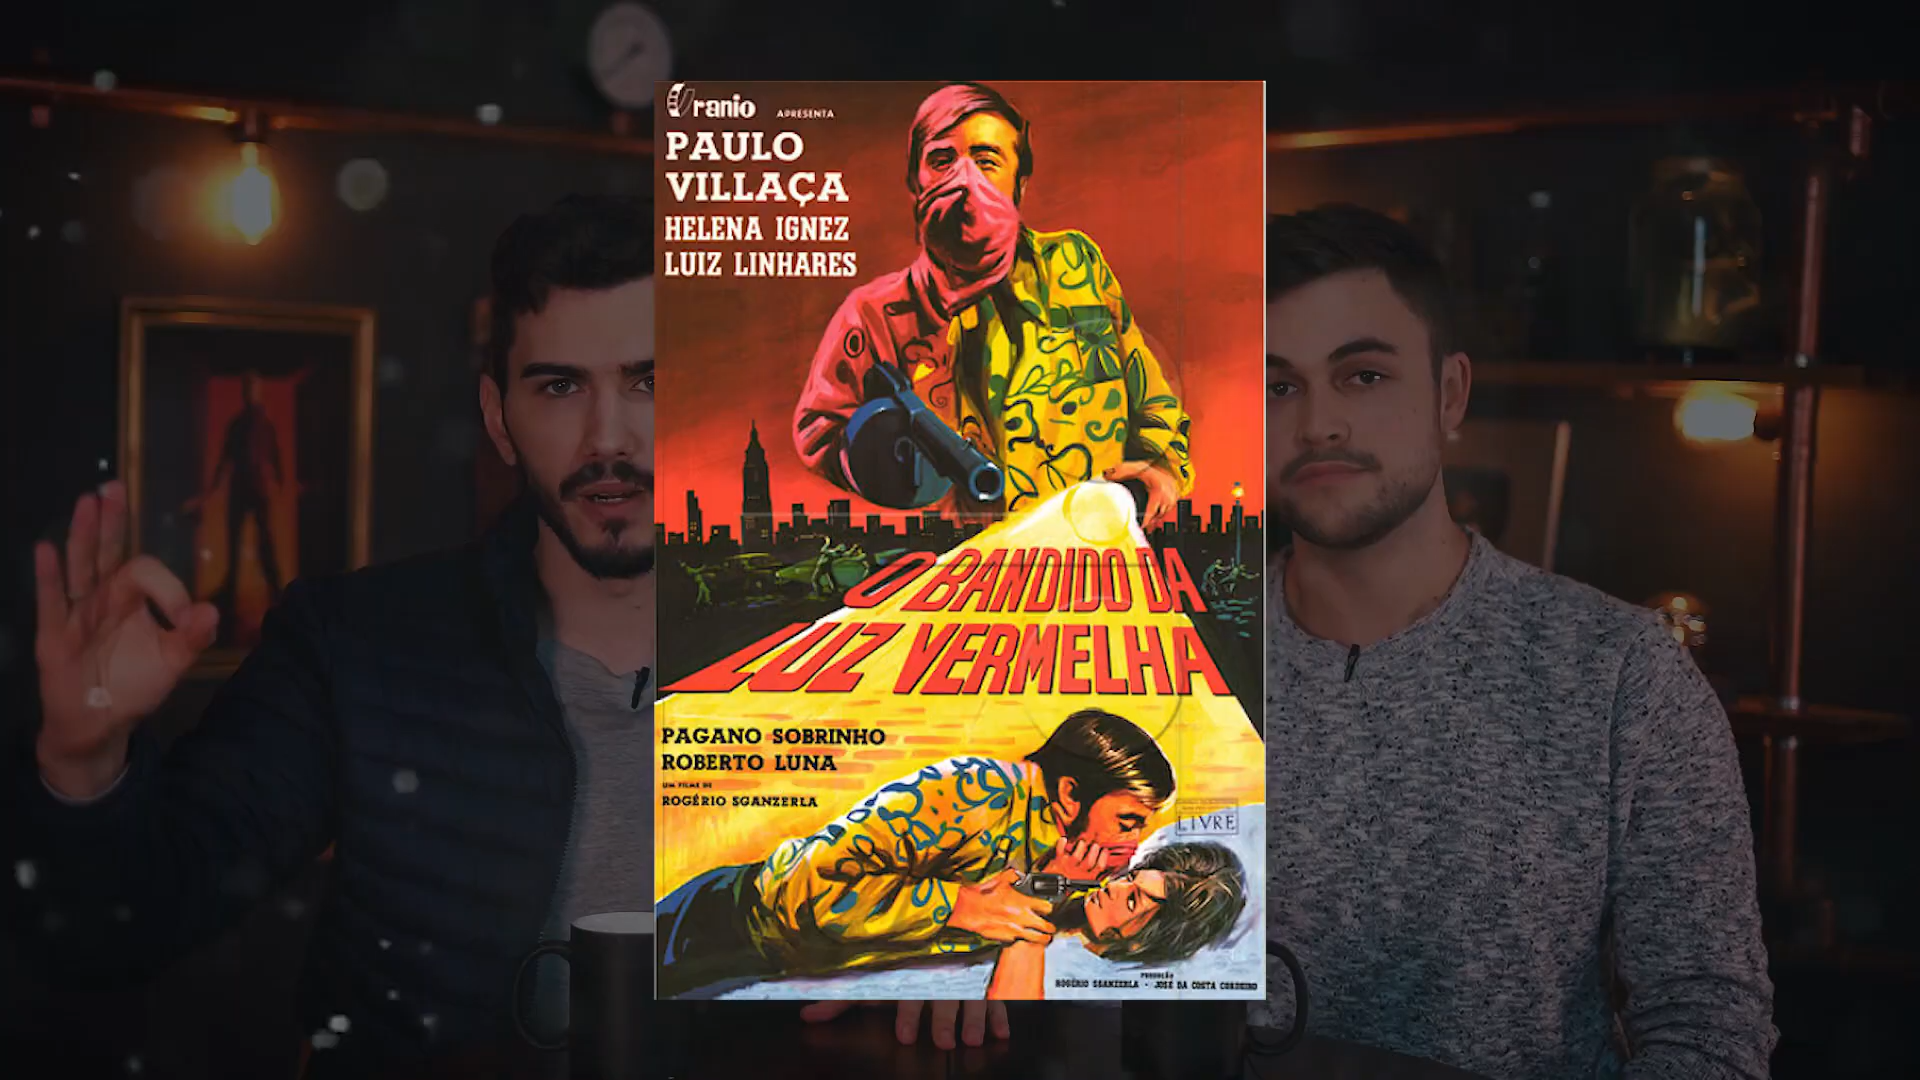 Uranio APRESENTA
PAULO
VILLAÇA
HELENA IGNEZ
LUIZ LINHARES
O BANDIDO DA
LUZ VERMELHA
PAGANO SOBRINHO
ROBERTO LUNA
UM FILME DE
ROGÉRIO SGANZERLA
LIVRE
PRODUÇÃO
ROGÉRIO SGANZERLA - JOSÉ DA COSTA CORDEIRO